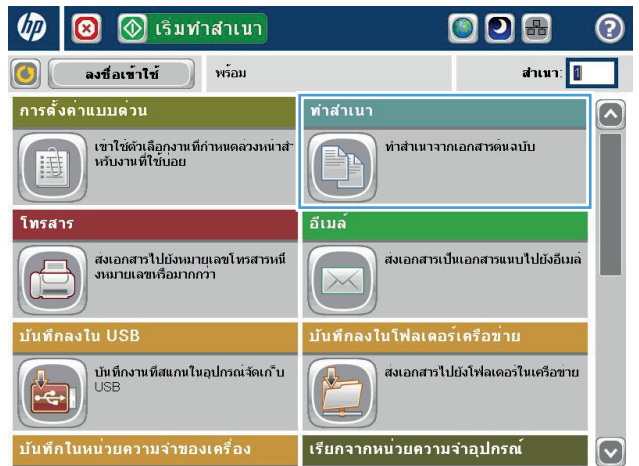 hp
เริ่มทำสำเนา
ลงชื่อเข้าใช้ พร้อม สำเนา: 1
การตั้งค่าแบบด่วน
เข้าใช้ตัวเลือกงานที่กำหนดล่วงหน้าสำ
หรับงานที่ใช้บ่อย
ทำสำเนา
ทำสำเนาจากเอกสารต้นฉบับ
โทรสาร
ส่งเอกสารไปยังหมายเลขโทรสารหนึ่
งหมายเลขหรือมากกว่า
อีเมล์
ส่งเอกสารเป็นเอกสารแนบไปยังอีเมล์
บันทึกลงใน USB
บันทึกงานที่สแกนในอุปกรณ์จัดเก็บ
USB
บันทึกลงในโฟลเดอร์เครือข่าย
ส่งเอกสารไปยังโฟลเดอร์ในเครือข่าย
บันทึกในหน่วยความจำของเครื่อง
เรียกจากหน่วยความจำอุปกรณ์